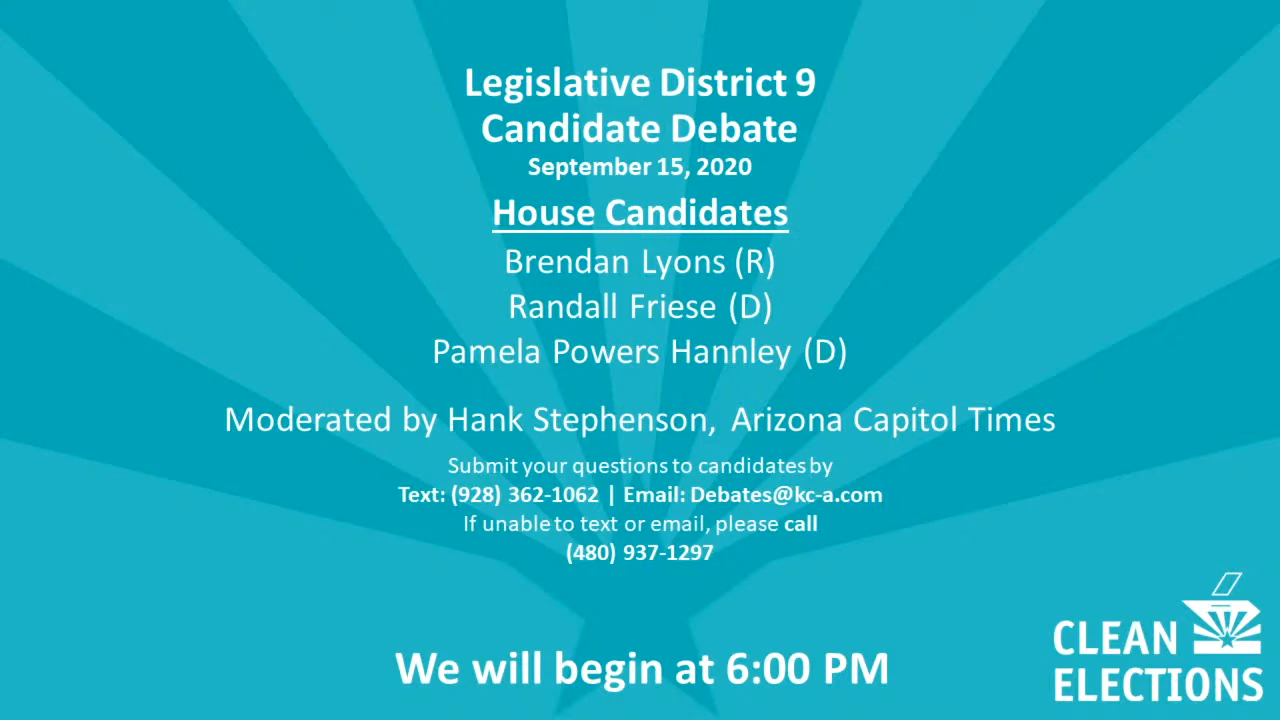 Legislative District 9
Candidate Debate
September 15, 2020
House Candidates
Brendan Lyons (R)
Randall Friese (D)
Pamela Powers Hannley (D)
Moderated by Hank Stephenson, Arizona Capitol Times
Submit your questions to candidates by
Text: (928) 362-1062 | Email: Debates@kc-a.com
If unable to text or email, please call
(480) 937-1297
We will begin at 6:00 PM
CLEAN
ELECTIONS